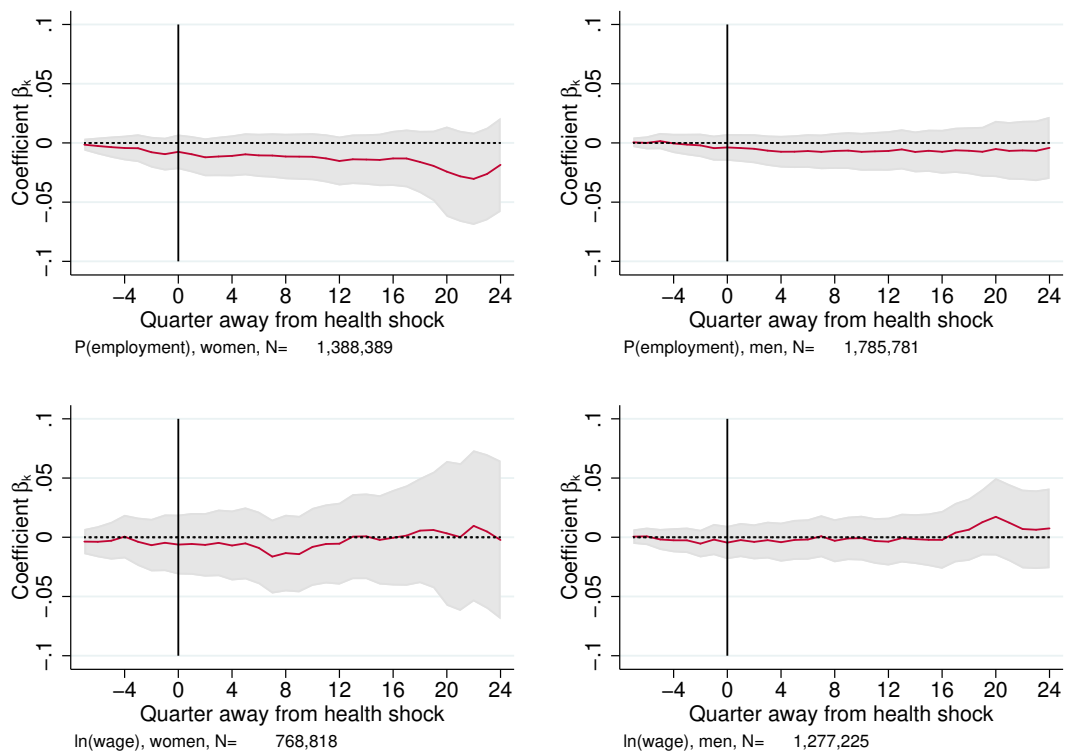 .1
.05
0
−.05
−.1
Coefficient βk
−4 0 4 8 12 16 20 24
Quarter away from health shock
P(employment), women, N= 1,388,389
.1
.05
0
−.05
−.1
Coefficient βk
−4 0 4 8 12 16 20 24
Quarter away from health shock
P(employment), men, N= 1,785,781
.1
.05
0
−.05
−.1
Coefficient βk
−4 0 4 8 12 16 20 24
Quarter away from health shock
ln(wage), women, N= 768,818
.1
.05
0
−.05
−.1
Coefficient βk
−4 0 4 8 12 16 20 24
Quarter away from health shock
ln(wage), men, N= 1,277,225